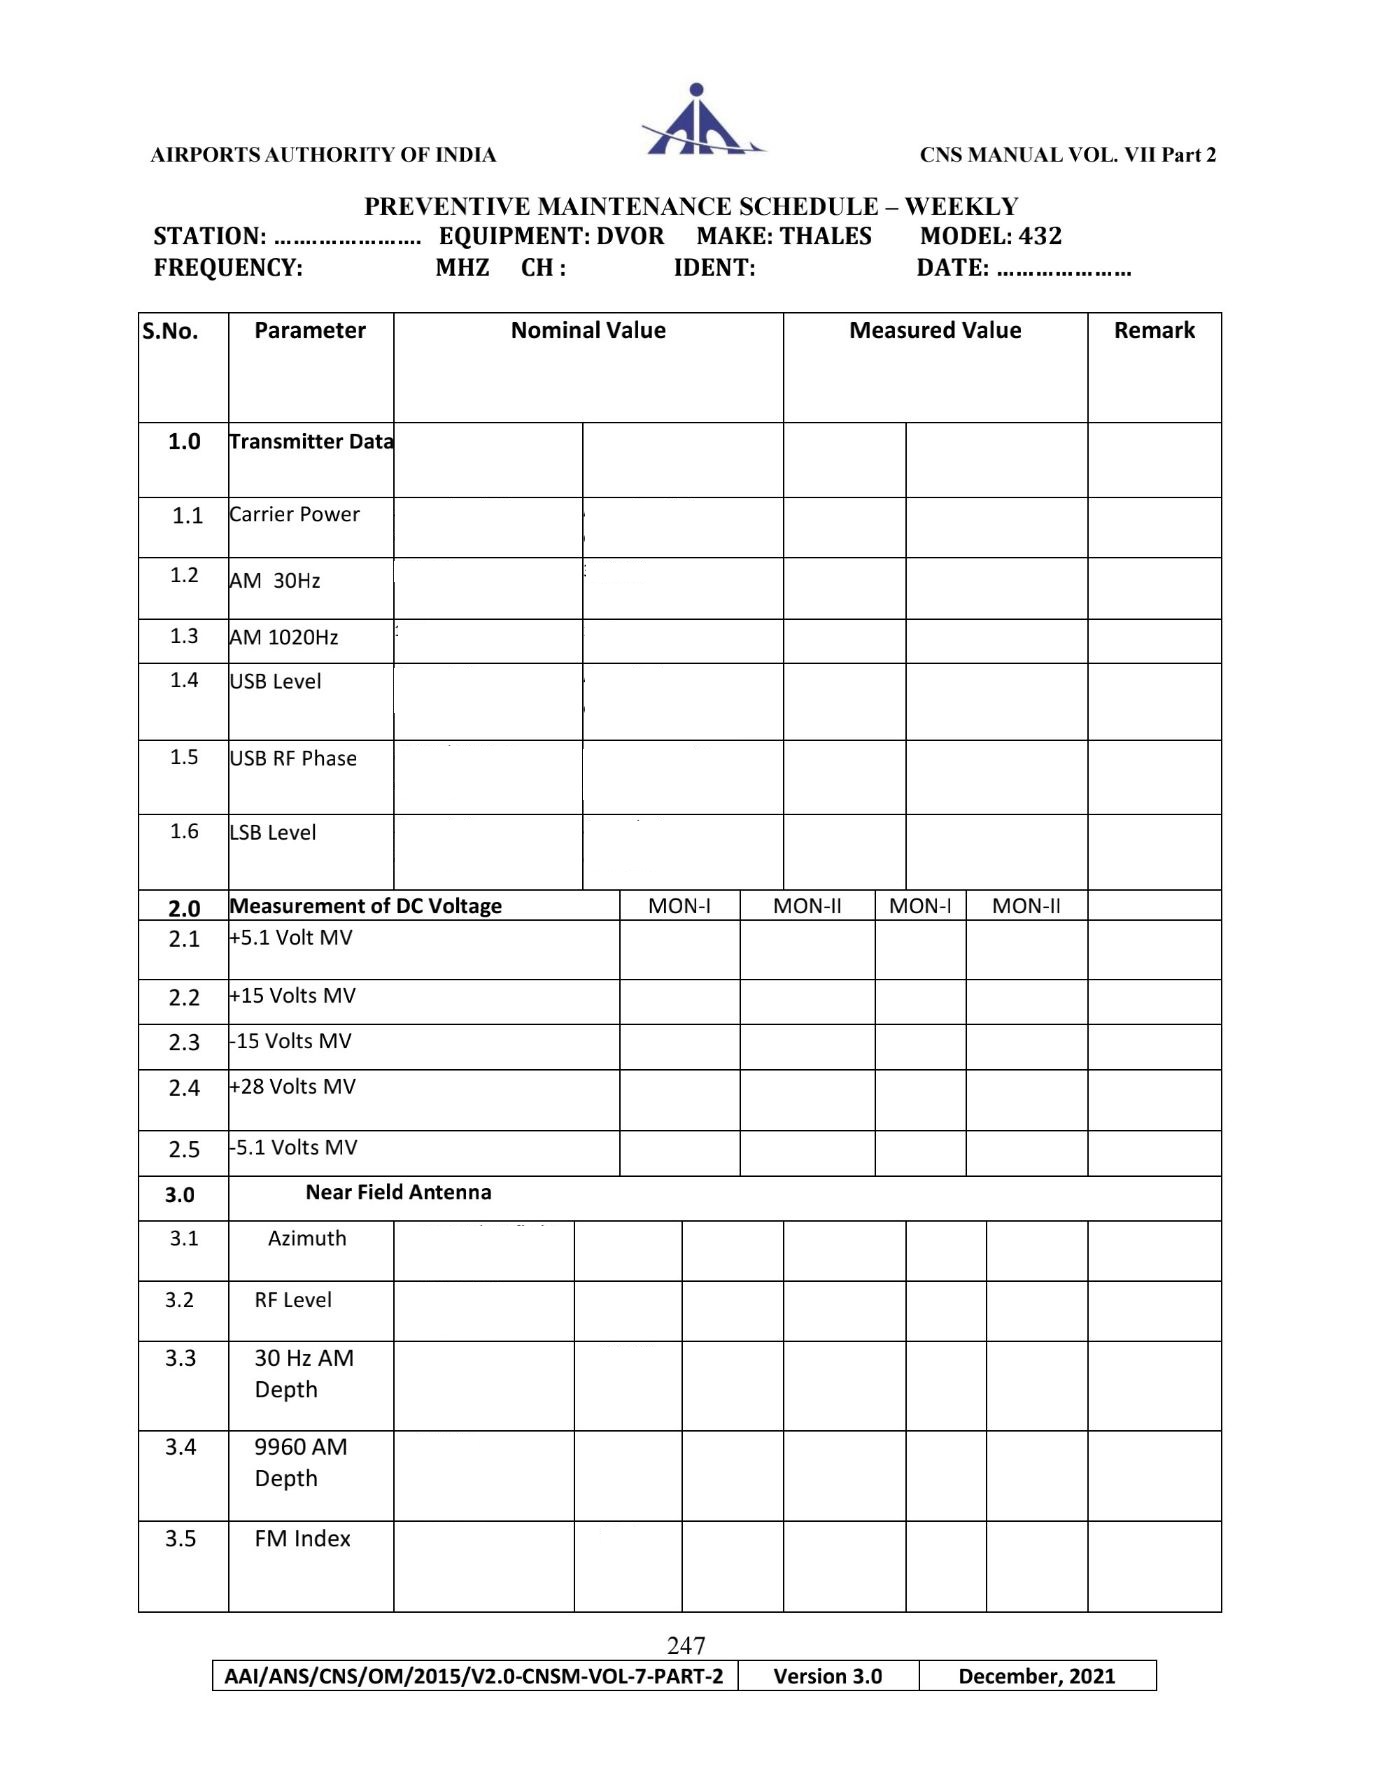 AIRPORTS AUTHORITY OF INDIA CNS MANUAL VOL. VII Part 2
PREVENTIVE MAINTENANCE SCHEDULE – WEEKLY
STATION: ………………….. EQUIPMENT: DVOR MAKE: THALES MODEL: 432
FREQUENCY: MHZ CH : IDENT: DATE: …………………
S.No. Parameter Nominal Value Measured Value Remark
1.0 Transmitter Data
1.1 Carrier Power
1.2 AM 30Hz
1.3 AM 1020Hz
1.4 USB Level
1.5 USB RF Phase
1.6 LSB Level
2.0 Measurement of DC Voltage MON-I MON-II MON-I MON-II
2.1 +5.1 Volt MV
2.2 +15 Volts MV
2.3 -15 Volts MV
2.4 +28 Volts MV
2.5 -5.1 Volts MV
3.0 Near Field Antenna
3.1 Azimuth
3.2 RF Level
3.3 30 Hz AM
Depth
3.4 9960 AM
Depth
3.5 FM Index
247
AAI/ANS/CNS/OM/2015/V2.0-CNSM-VOL-7-PART-2 Version 3.0 December, 2021